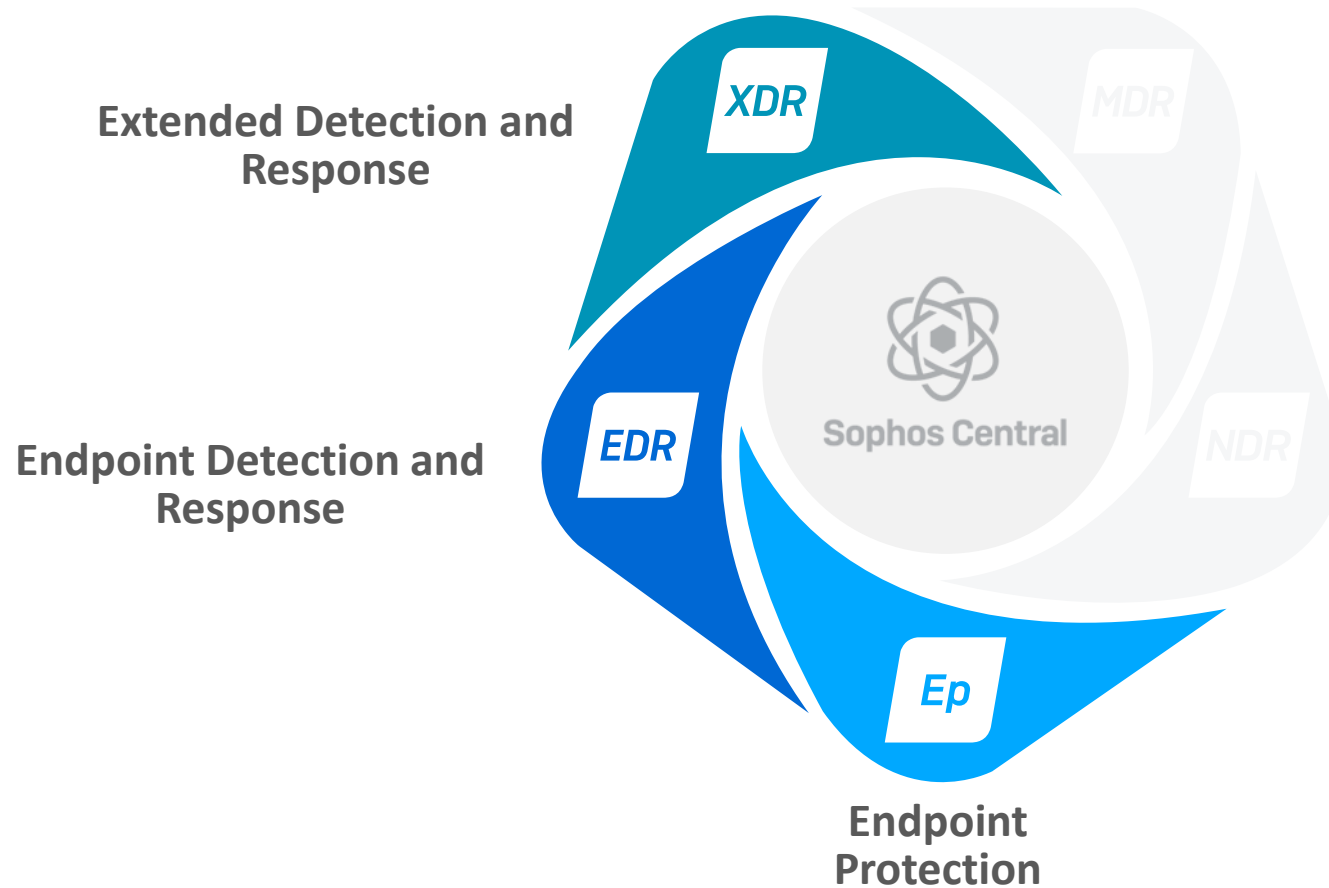 XDR
MDR
Extended Detection and
Response
Sophos Central
EDR
NDR
Endpoint Detection and
Response
Ep
Endpoint
Protection